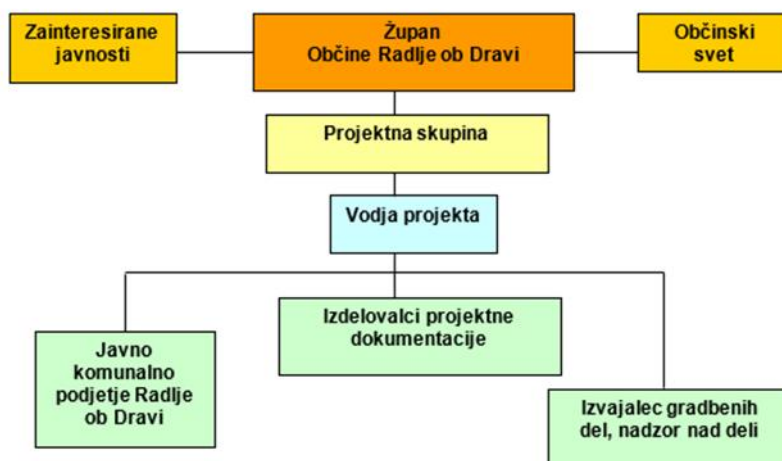 Zainteresirane
javnosti
Župan
Občine Radlje ob Dravi
Občinski
svet
Projektna skupina
Vodja projekta
Javno
komunalno
podjetje Radlje
ob Dravi
Izdelovalci projektne
dokumentacije
Izvajalec gradbenih
del, nadzor nad deli